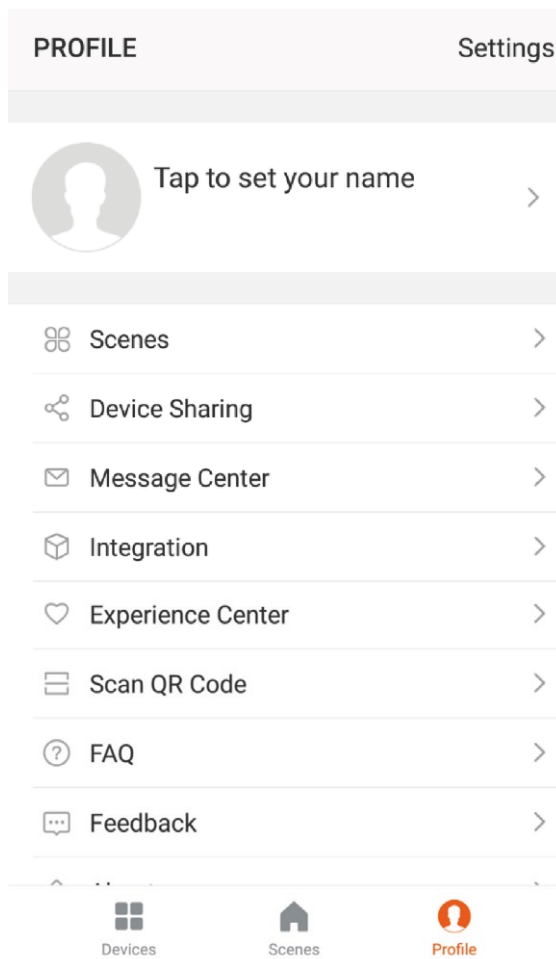 PROFILE Settings
Tap to set your name
Scenes
Device Sharing
Message Center
Integration
Experience Center
Scan QR Code
FAQ
Feedback
Devices Scenes Profile